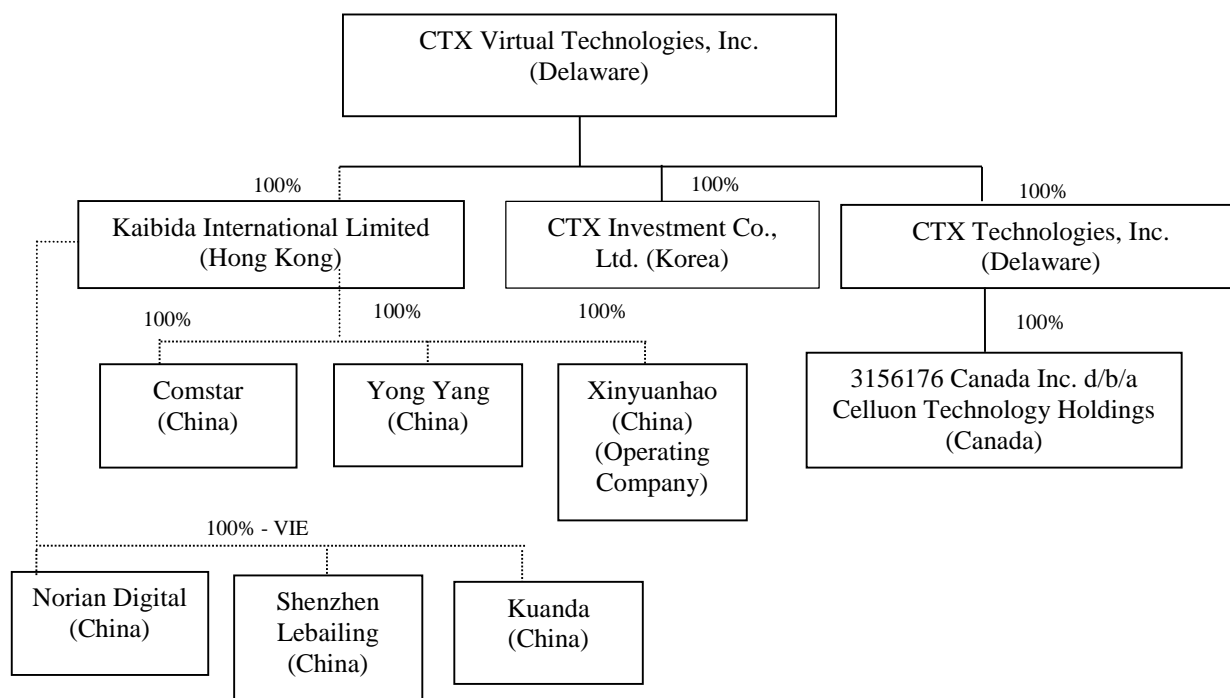 CTX Virtual Technologies, Inc.
(Delaware)
100%
100%
100%
Kaibida International Limited
(Hong Kong)
CTX Investment Co.,
Ltd. (Korea)
CTX Technologies, Inc.
(Delaware)
100%
100%
100%
100%
Comstar
(China)
Yong Yang
(China)
Xinyuanhao
(China)
(Operating
Company)
3156176 Canada Inc. d/b/a
Celluon Technology Holdings
(Canada)
100% - VIE
Norian Digital
(China)
Shenzhen
Lebailing
(China)
Kuanda
(China)